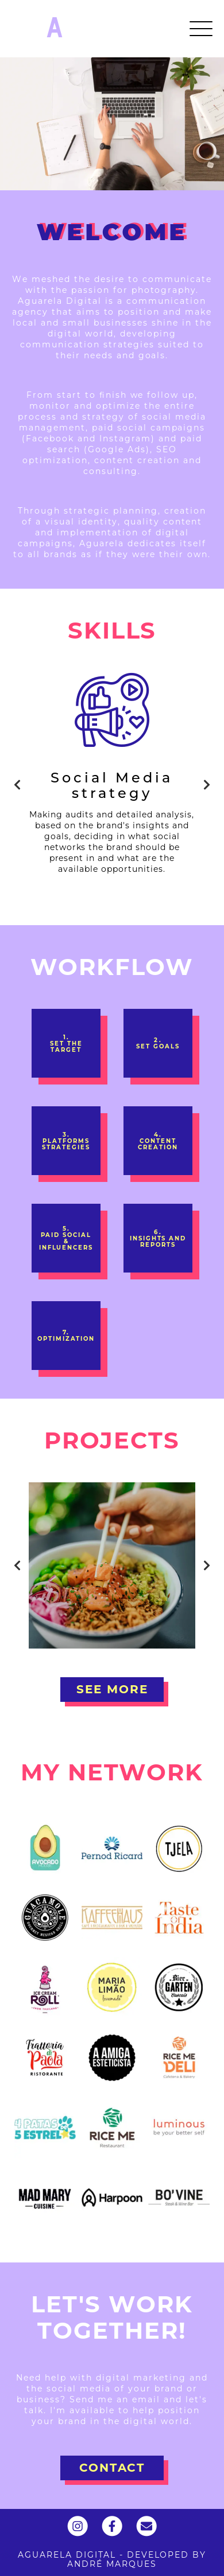 A
WELCOME
We meshed the desire to communicate
with the passion for photography.
Aguarela Digital is a communication
agency that aims to position and make
local and small businesses shine in the
digital world, developing
communication strategies suited to
their needs and goals.
From start to finish we follow up,
monitor and optimize the entire
process and strategy of social media
management, paid social campaigns
(Facebook and Instagram) and paid
search (Google Ads), SEO
optimization, content creation and
consulting.
Through strategic planning, creation
of a visual identity, quality content
and implementation of digital
campaigns, Aguarela dedicates itself
to all brands as if they were their own.
SKILLS
Social Media
strategy
Making audits and detailed analysis,
based on the brand's insights and
goals, deciding in what social
networks the brand should be
present in and what are the
available opportunities.
WORKFLOW
1.
SET THE
TARGET
2.
SET GOALS
3.
PLATFORMS
STRATEGIES
4.
CONTENT
CREATION
5.
PAID SOCIAL
&
INFLUENCERS
6.
INSIGHTS AND
REPORTS
7.
OPTIMIZATION
PROJECTS
SEE MORE
MY NETWORK
AVOCADO
Pernod Ricard
TJELA
GUACAMOLE
KAFFEEHAUS
Taste
of
India
ICE CREAM
ROLL
MARIA
LIMÃO
Bier
GARTEN
Trattoria
di
Paola
RISTORANTE
A AMIGA
ESTETICISTA
RICE ME
DELI
4 PATAS
5 ESTRELAS
RICE ME
Restaurant
luminous
be your better self
MAD MARY
CUISINE
Harpoon
BO'VINE
LET'S WORK
TOGETHER!
Need help with digital marketing and
the social media of your brand or
business? Send me an email and let's
talk. I'm available to help position
your brand in the digital world.
CONTACT
AGUARELA DIGITAL - DEVELOPED BY
ANDRÉ MARQUES